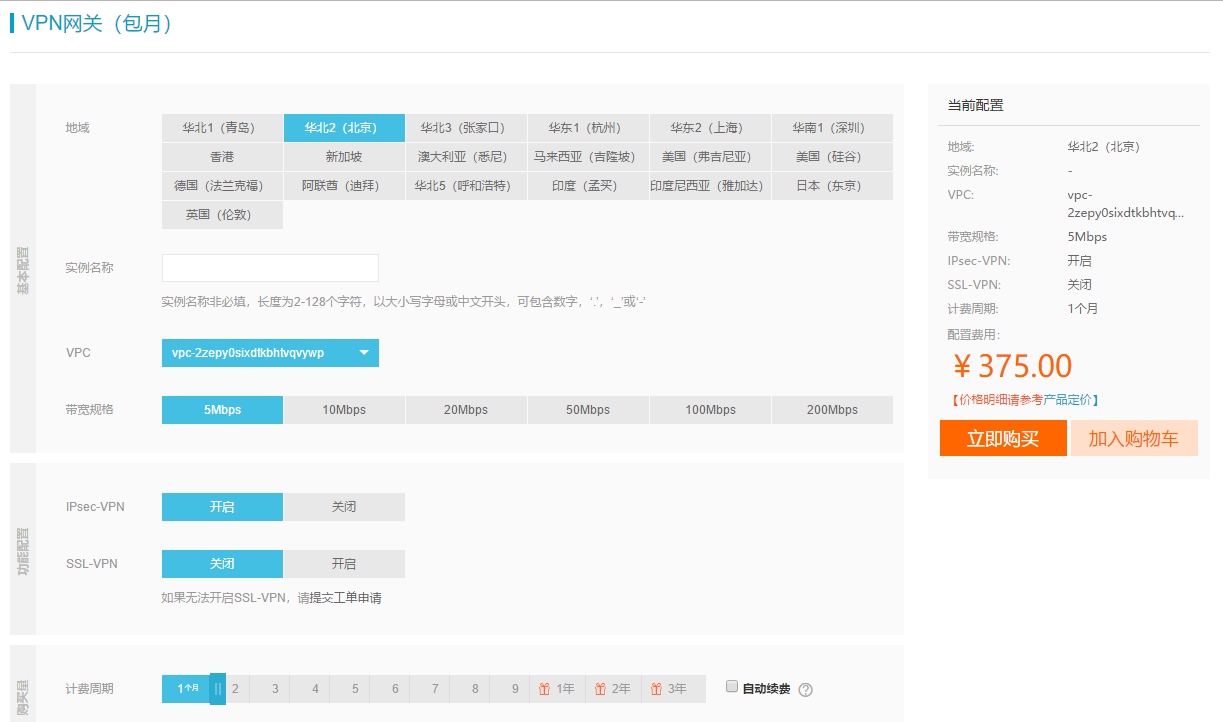 VPN网关（包月）
基本配置
地域
华北1（青岛） 华北2（北京） 华北3（张家口） 华东1（杭州） 华东2（上海） 华南1（深圳）
香港 新加坡 澳大利亚（悉尼） 马来西亚（吉隆坡） 美国（弗吉尼亚） 美国（硅谷）
德国（法兰克福） 阿联酋（迪拜） 华北5（呼和浩特） 印度（孟买） 印度尼西亚（雅加达） 日本（东京）
英国（伦敦）
实例名称
实例名称非必填，长度为2-128个字符，以大小写字母或中文开头，可包含数字，‘.’，‘_’或‘-’
VPC vpc-2zepy0sixdtkbhtvqvywp
带宽规格 5Mbps 10Mbps 20Mbps 50Mbps 100Mbps 200Mbps
功能配置
IPsec-VPN 开启 关闭
SSL-VPN 关闭 开启
如果无法开启SSL-VPN，请提交工单申请
购买量
计费周期 1个月 2 3 4 5 6 7 8 9 1年 2年 3年 自动续费 ?
当前配置
地域: 华北2（北京）
实例名称: -
VPC: vpc-
2zepy0sixdtkbhtvq...
带宽规格: 5Mbps
IPsec-VPN: 开启
SSL-VPN: 关闭
计费周期: 1个月
配置费用:
¥ 375.00
【价格明细请参考产品定价】
立即购买 加入购物车